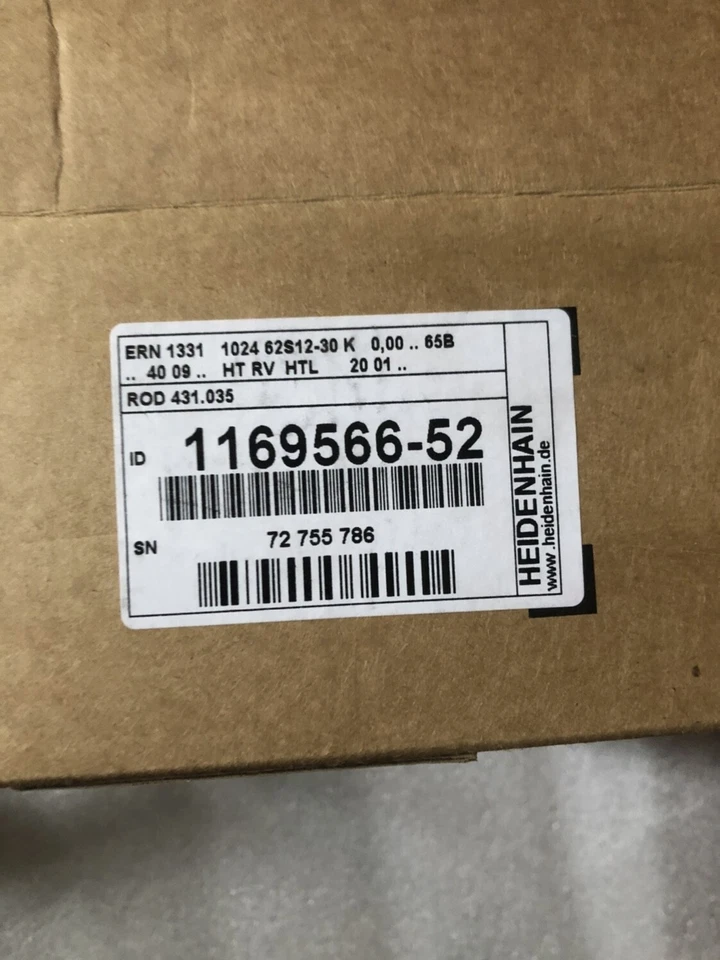 ERN 1331 1024 62S12-30 K 0,00 .. 65B
.. 40 09 .. HT RV HTL 20 01 ..
ROD 431.035
ID 1169566-52
SN 72 755 786
HEIDENHAIN
www.heidenhain.de